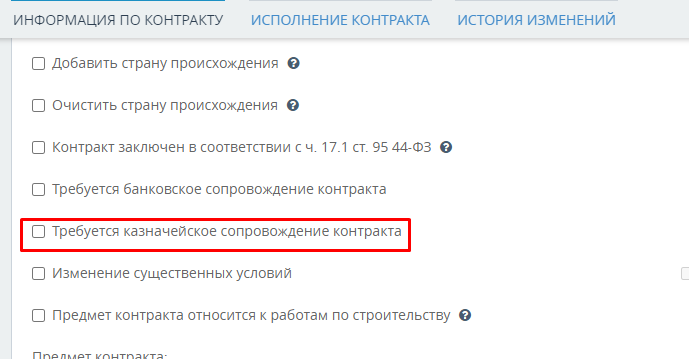 ИНФОРМАЦИЯ ПО КОНТРАКТУ ИСПОЛНЕНИЕ КОНТРАКТА ИСТОРИЯ ИЗМЕНЕНИЙ
Добавить страну происхождения ?
Очистить страну происхождения ?
Контракт заключен в соответствии с ч. 17.1 ст. 95 44-ФЗ ?
Требуется банковское сопровождение контракта
Требуется казначейское сопровождение контракта
Изменение существенных условий
Предмет контракта относится к работам по строительству ?
Предмет контракта: